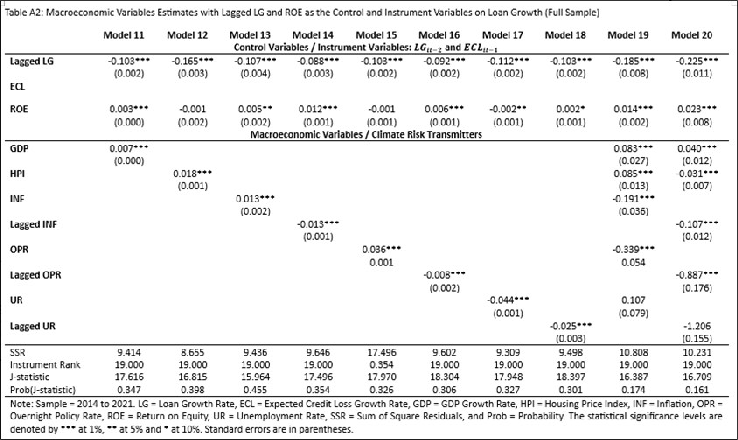 Table A2: Macroeconomic Variables Estimates with Lagged LG and ROE as the Control and Instrument Variables on Loan Growth (Full Sample)
Model 11 Model 12 Model 13 Model 14 Model 15 Model 16 Model 17 Model 18 Model 19 Model 20
Control Variables / Instrument Variables: LG_it−2 and ECL_it−1
Lagged LG -0.103*** -0.165*** -0.107*** -0.088*** -0.103*** -0.092*** -0.112*** -0.103*** -0.185*** -0.225***
(0.002) (0.003) (0.004) (0.003) (0.002) (0.002) (0.002) (0.002) (0.008) (0.011)
ECL
ROE 0.003*** -0.001 0.005** 0.012*** -0.001 0.006*** -0.002** 0.002* 0.014*** 0.023***
(0.000) (0.002) (0.002) (0.001) (0.001) (0.001) (0.001) (0.001) (0.002) (0.008)
Macroeconomic Variables / Climate Risk Transmitters
GDP 0.007*** 0.083*** 0.040***
(0.000) (0.027) (0.012)
HPI 0.018*** 0.085*** -0.031***
(0.001) (0.013) (0.007)
INF 0.013*** -0.191***
(0.002) (0.036)
Lagged INF -0.013*** -0.107***
(0.001) (0.012)
OPR 0.036*** -0.339***
0.001 0.054
Lagged OPR -0.008*** -0.887***
(0.002) (0.176)
UR -0.044*** 0.107
(0.001) (0.079)
Lagged UR -0.025*** -1.206
(0.003) (0.155)
SSR 9.414 8.655 9.436 9.646 17.496 9.602 9.309 9.498 10.808 10.231
Instrument Rank 19.000 19.000 19.000 19.000 0.354 19.000 19.000 19.000 19.000 19.000
J-statistic 17.616 16.815 15.964 17.496 17.970 18.304 17.948 18.397 16.387 16.709
Prob(J-statistic) 0.347 0.398 0.455 0.354 0.326 0.306 0.327 0.301 0.174 0.161
Note: Sample = 2014 to 2021. LG = Loan Growth Rate, ECL = Expected Credit Loss Growth Rate, GDP = GDP Growth Rate, HPI = Housing Price Index, INF = Inflation, OPR =
Overnight Policy Rate, ROE = Return on Equity, UR = Unemployment Rate, SSR = Sum of Square Residuals, and Prob = Probability. The statistical significance levels are
denoted by *** at 1%, ** at 5% and * at 10%. Standard errors are in parentheses.